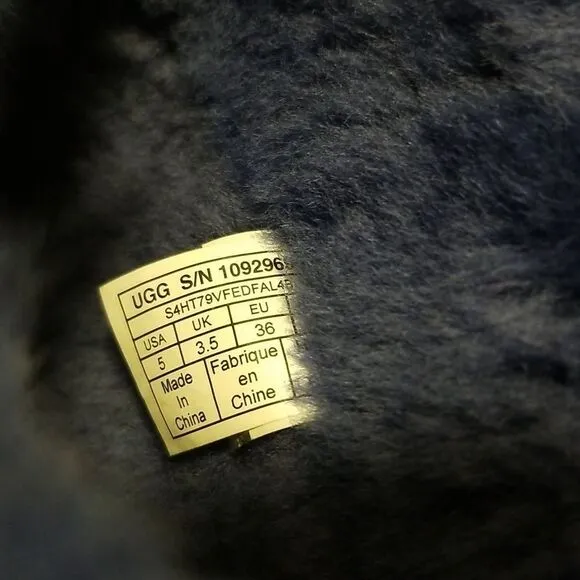 UGG S/N 109296
S4HT79VFEDFAL4
USA UK EU
5 3.5 36
Made In China
Fabrique en Chine